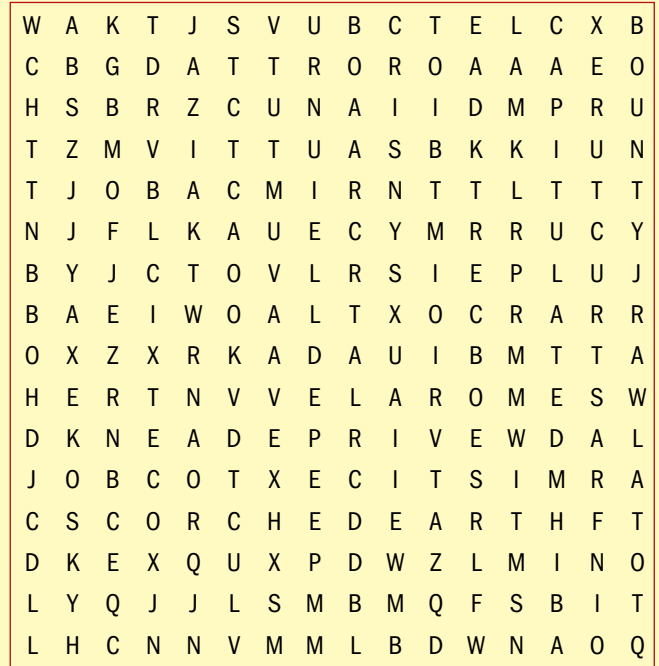 W A K T J S V U B C T E L C X B
C B G D A T T R O R O A A A E O
H S B R Z C U N A I I D M P R U
T Z M V I T T U A S B K K I U N
T J O B A C M I R N T T L T T T
N J F L K A U E C Y M R R U C Y
B Y J C T O V L R S I E P L U J
B A E I W O A L T X O C R A R R
O X Z X R K A D A U I B M T T A
H E R T N V V E L A R O M E S W
D K N E A D E P R I V E W D A L
J O B C O T X E C I T S I M R A
C S C O R C H E D E A R T H F T
D K E X Q U X P D W Z L M I N O
L Y Q J J L S M B M Q F S B I T
L H C N N V M M L B D W N A O Q